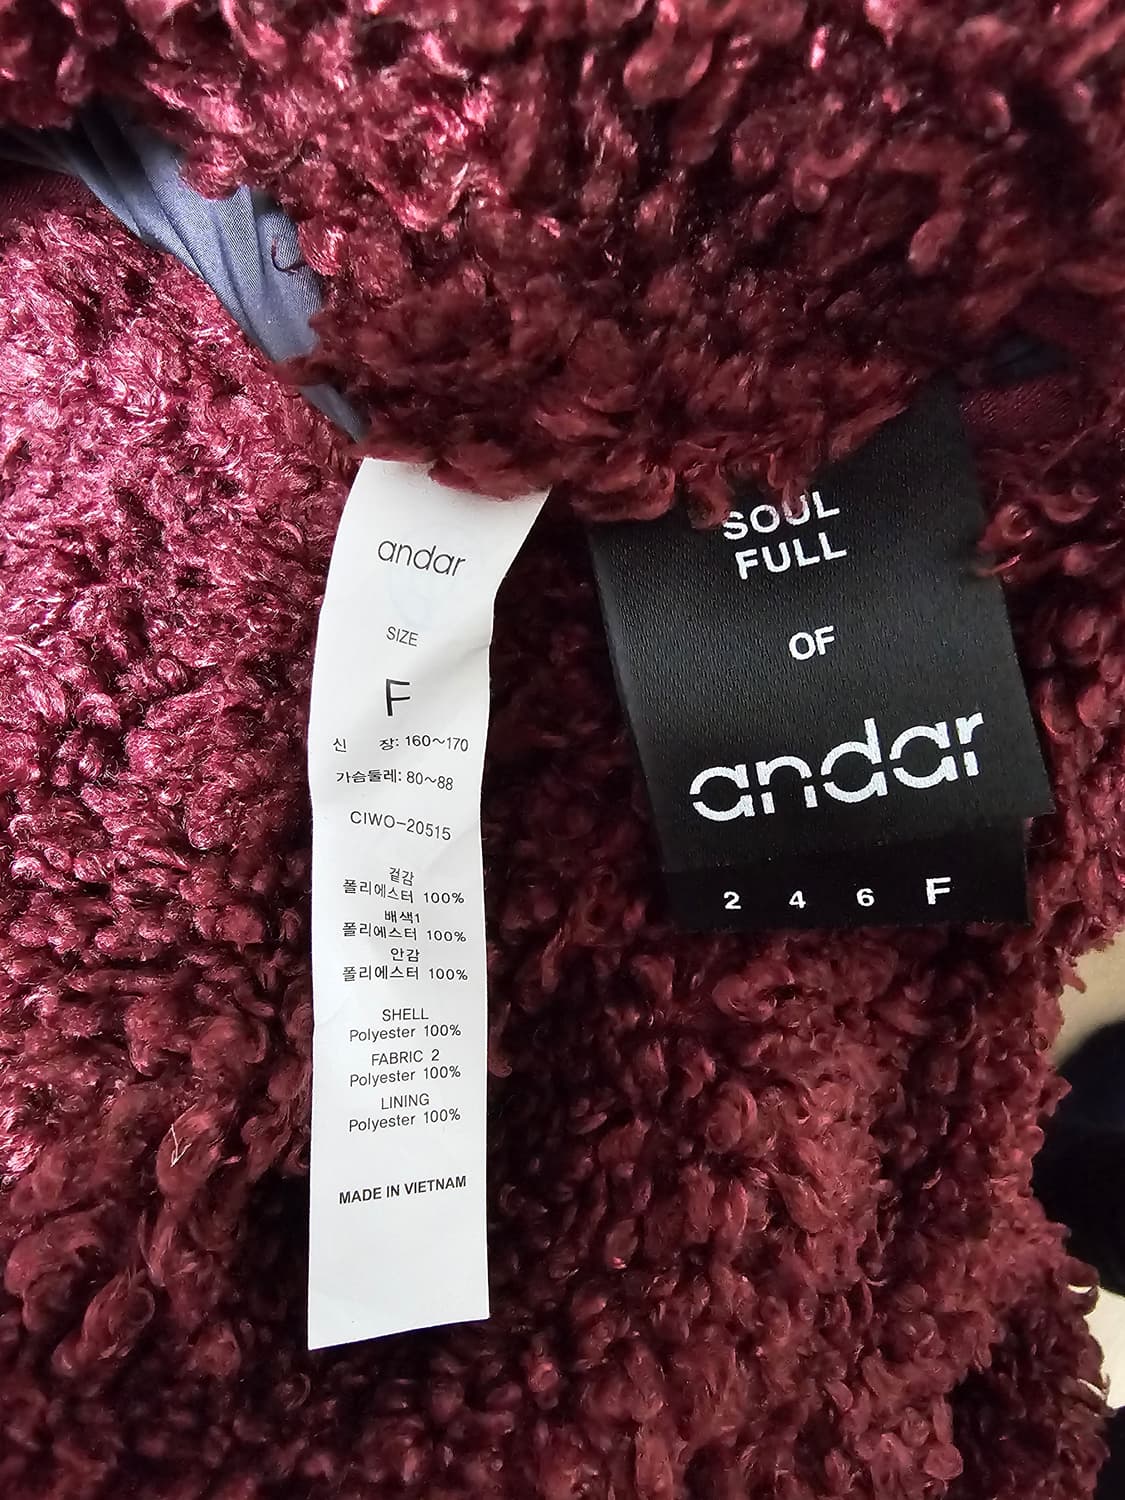 andar
SIZE
F
신 장: 160~170
가슴둘레: 80~88
CIWO-20515
겉감
폴리에스터 100%
배색1
폴리에스터 100%
안감
폴리에스터 100%
SHELL
Polyester 100%
FABRIC 2
Polyester 100%
LINING
Polyester 100%
MADE IN VIETNAM
SOUL
FULL
OF
andar
2 4 6 F